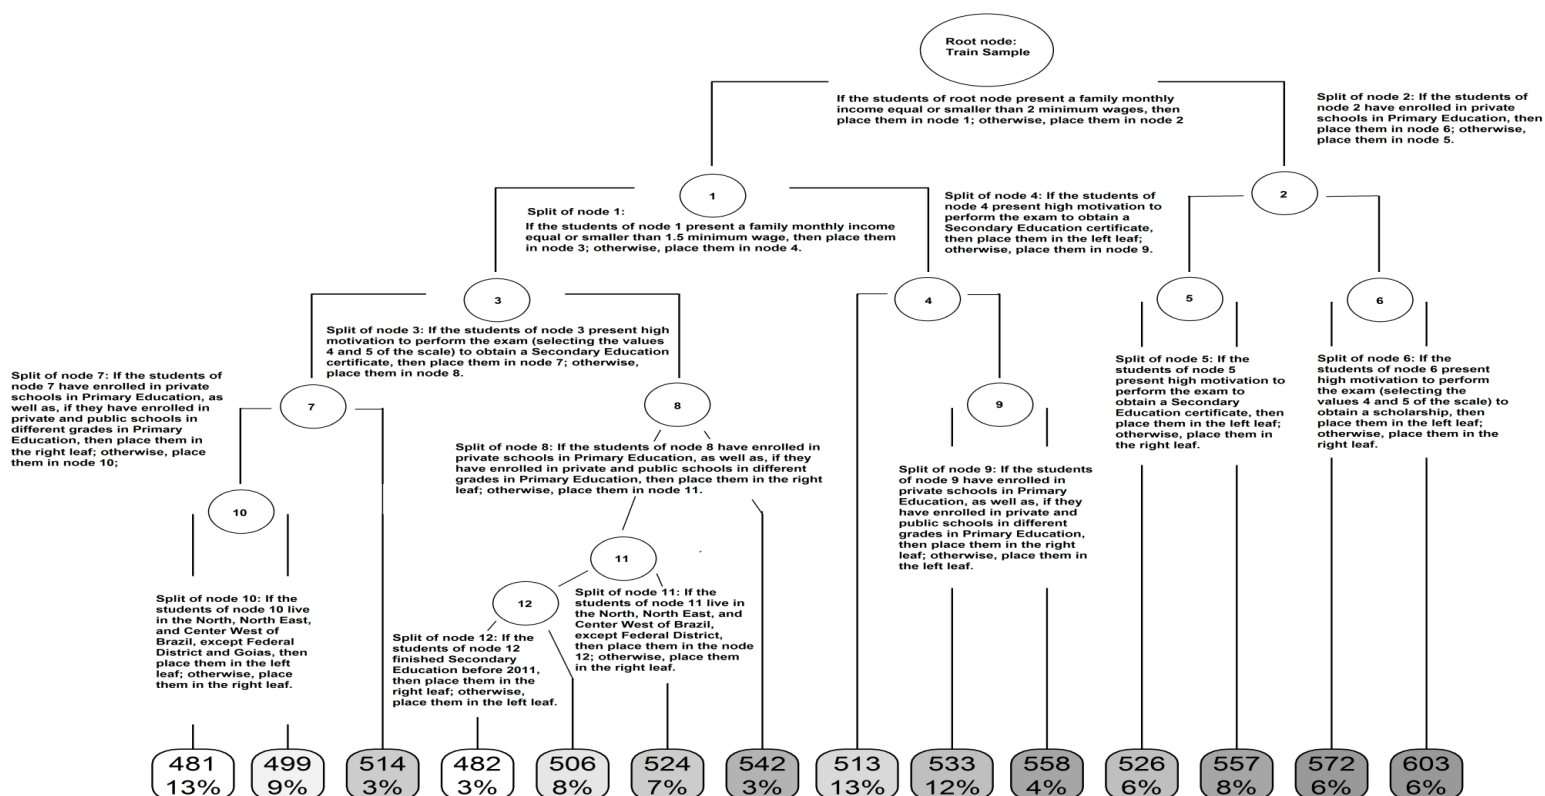 Root node:
Train Sample
If the students of root node present a family monthly
income equal or smaller than 2 minimum wages, then
place them in node 1; otherwise, place them in node 2
Split of node 2: If the students of
node 2 have enrolled in private
schools in Primary Education, then
place them in node 6; otherwise,
place them in node 5.
1
2
Split of node 1:
If the students of node 1 present a family monthly income
equal or smaller than 1.5 minimum wage, then place them
in node 3; otherwise, place them in node 4.
Split of node 4: If the students of
node 4 present high motivation to
perform the exam to obtain a
Secondary Education certificate,
then place them in the left leaf;
otherwise, place them in node 9.
3
4
5
6
Split of node 3: If the students of node 3 present high
motivation to perform the exam (selecting the values
4 and 5 of the scale) to obtain a Secondary Education
certificate, then place them in node 7; otherwise,
place them in node 8.
Split of node 5: If the
students of node 5
present high motivation to
perform the exam to
obtain a Secondary
Education certificate, then
place them in the left leaf;
otherwise, place them in
the right leaf.
Split of node 6: If the
students of node 6 present
high motivation to perform
the exam (selecting the
values 4 and 5 of the scale) to
obtain a scholarship, then
place them in the left leaf;
otherwise, place them in the
right leaf.
Split of node 7: If the students of
node 7 have enrolled in private
schools in Primary Education, as
well as, if they have enrolled in
private and public schools in
different grades in Primary
Education, then place them in
the right leaf; otherwise, place
them in node 10;
7
8
9
Split of node 8: If the students of node 8 have enrolled in
private schools in Primary Education, as well as, if they
have enrolled in private and public schools in different
grades in Primary Education, then place them in the right
leaf; otherwise, place them in node 11.
Split of node 9: If the students
of node 9 have enrolled in
private schools in Primary
Education, as well as, if they
have enrolled in private and
public schools in different
grades in Primary Education,
then place them in the right
leaf; otherwise, place them in
the left leaf.
10
11
12
Split of node 10: If the
students of node 10 live
in the North, North East,
and Center West of
Brazil, except Federal
District and Goias, then
place them in the left
leaf; otherwise, place
them in the right leaf.
Split of node 12: If the
students of node 12
finished Secondary
Education before 2011,
then place them in the
right leaf; otherwise,
place them in the left leaf.
Split of node 11: If the
students of node 11 live in
the North, North East, and
Center West of Brazil,
except Federal District,
then place them in the node
12; otherwise, place them
in the right leaf.
481 499 514 482 506 524 542 513 533 558 526 557 572 603
13% 9% 3% 3% 8% 7% 3% 13% 12% 4% 6% 8% 6% 6%